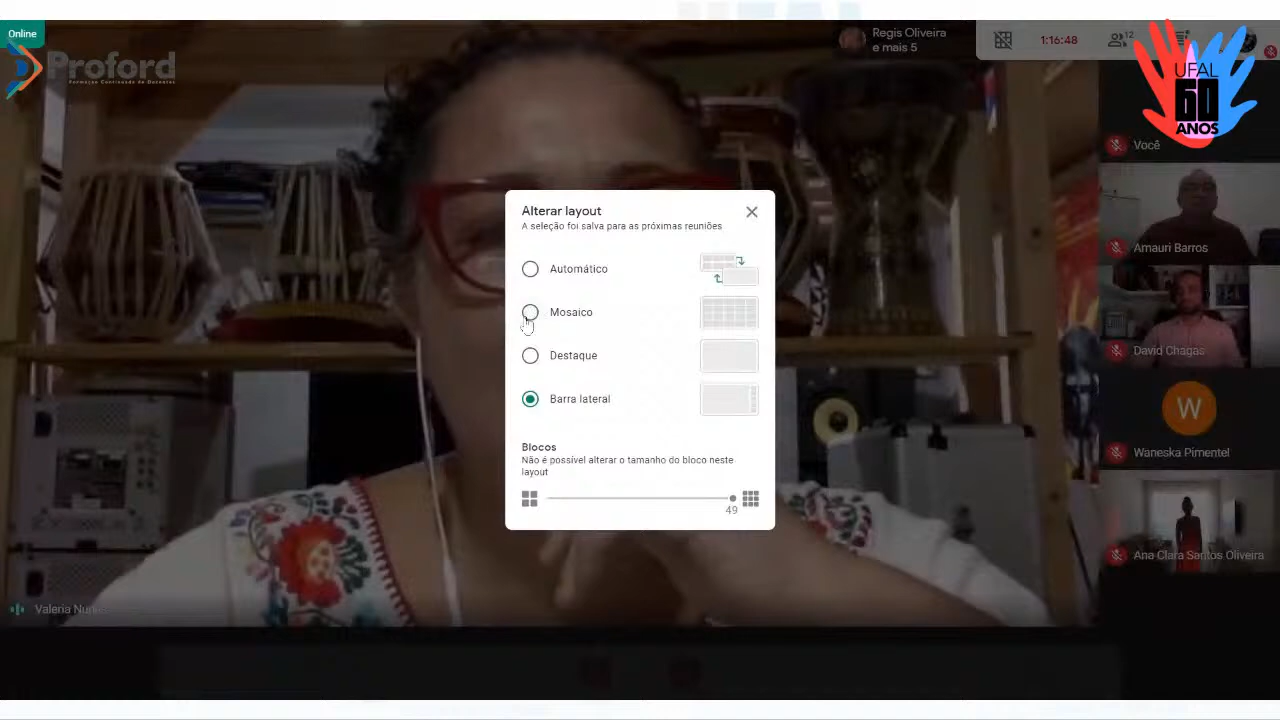 Online
Proford
Regis Oliveira
e mais 5
1:16:48
12
UFAL
60
ANOS
Você
Alterar layout
A seleção foi salva para as próximas reuniões
Automático
Mosaico
Destaque
Barra lateral
Blocos
Não é possível alterar o tamanho do bloco neste
layout
49
Amauri Barros
David Chagas
W
Waneska Pimentel
Ana Clara Santos Oliveira
Valeria